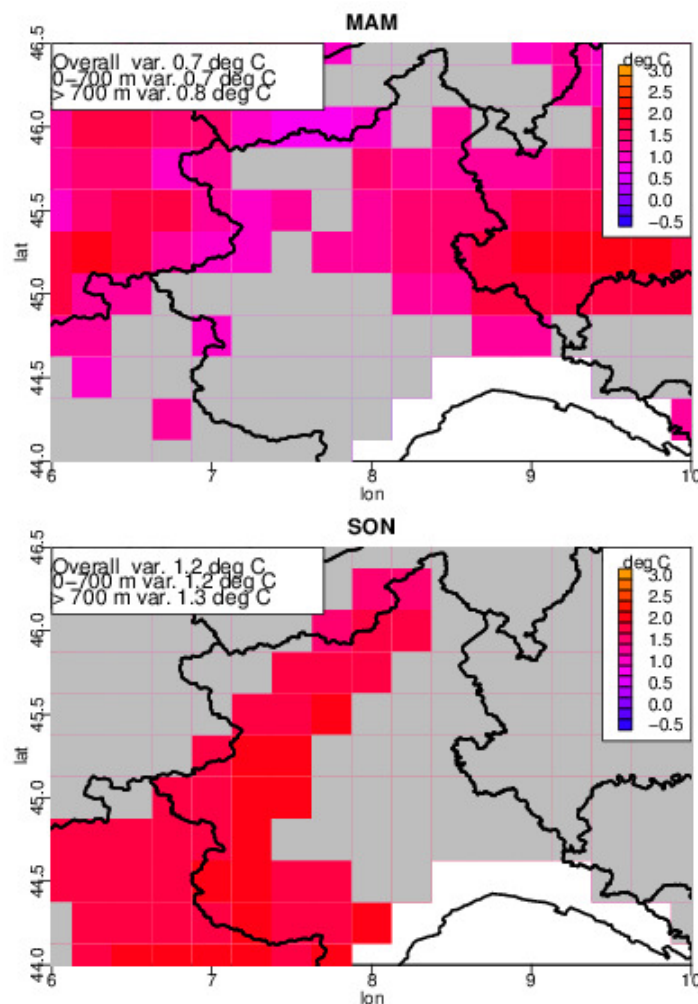 MAM
Overall var. 0.7 deg C
0-700 m var. 0.7 deg C
> 700 m var. 0.8 deg C
deg C
3.0
2.5
2.0
1.5
1.0
0.5
0.0
-0.5
46.5
46.0
45.5
45.0
44.5
44.0
lat
6
7
8
9
10
lon
SON
Overall var. 1.2 deg C
0-700 m var. 1.2 deg C
> 700 m var. 1.3 deg C
deg C
3.0
2.5
2.0
1.5
1.0
0.5
0.0
-0.5
46.5
46.0
45.5
45.0
44.5
44.0
lat
6
7
8
9
10
lon